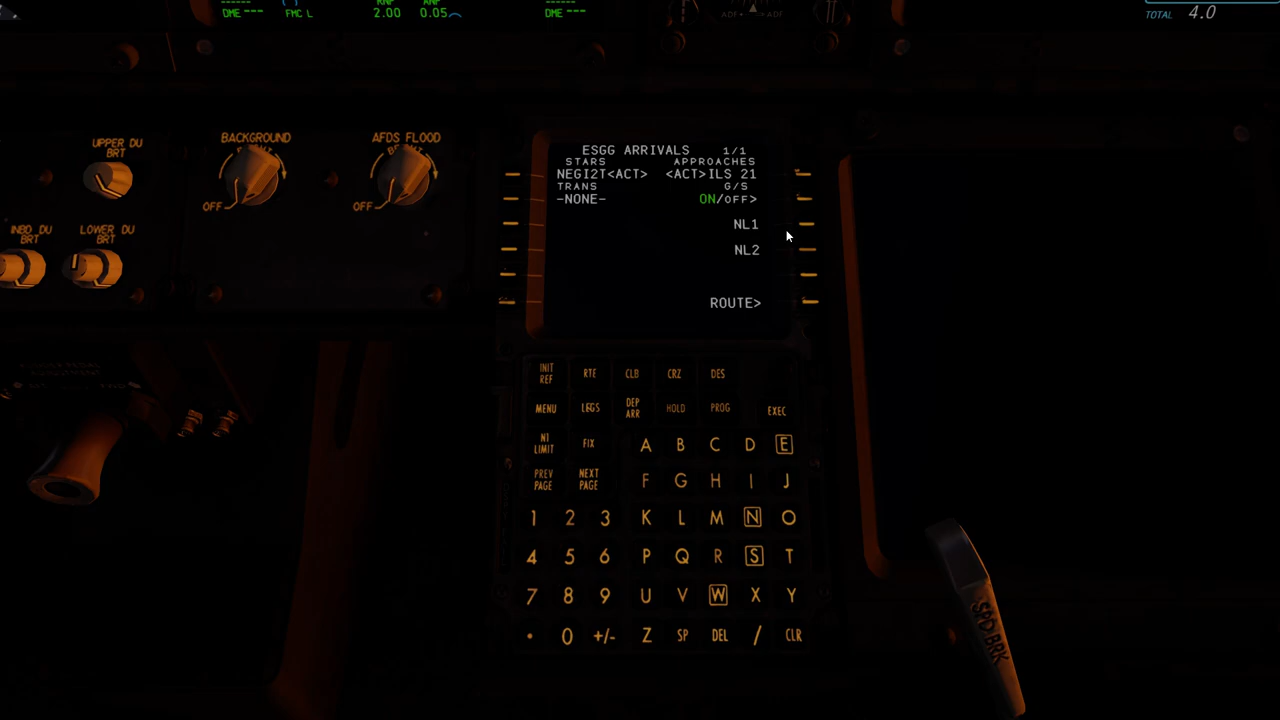 DME --- FMC L 2.00 0.05 DME ---
ADF ADF
TOTAL 4.0
UPPER DU
BRT
BACKGROUND
BRIGHT
OFF
AFDS FLOOD
BRIGHT
OFF
INBD DU
BRT
LOWER DU
BRT
ESGG ARRIVALS 1/1
STARS APPROACHES
NEGI2T<ACT> <ACT>ILS 21
TRANS G/S
-NONE- ON/OFF>
NL1
NL2
ROUTE>
INIT
REF
RTE
CLB
CRZ
DES
MENU
LEGS
DEP
ARR
HOLD
PROG
EXEC
N1
LIMIT
FIX
A B C D E
PREV
PAGE
NEXT
PAGE
F G H I J
1 2 3 K L M N O
4 5 6 P Q R S T
7 8 9 U V W X Y
. 0 +/- Z SP DEL / CLR
SPD BRK